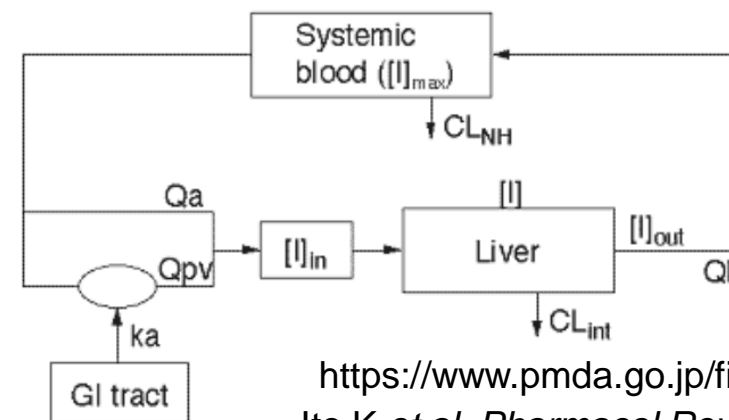 Systemic
blood ([I]max)
CLNH
Qa
[I]
[I]in
Liver
[I]out
Qpv
CLint
ka
GI tract
https://www.pmda.go.jp/fi
Ito K et al. Pharmacol Rev